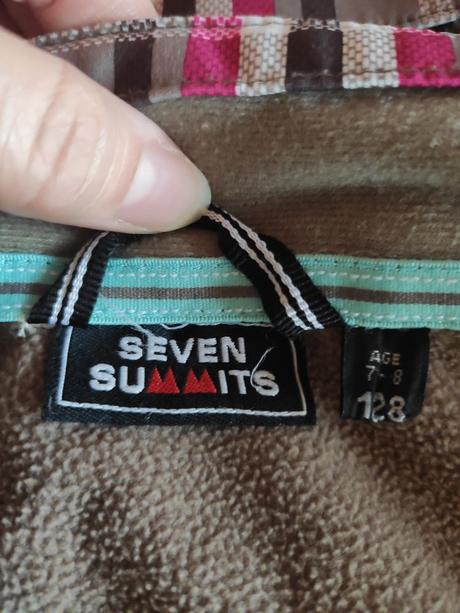 SEVEN
SUMMITS
AGE
7-8
128